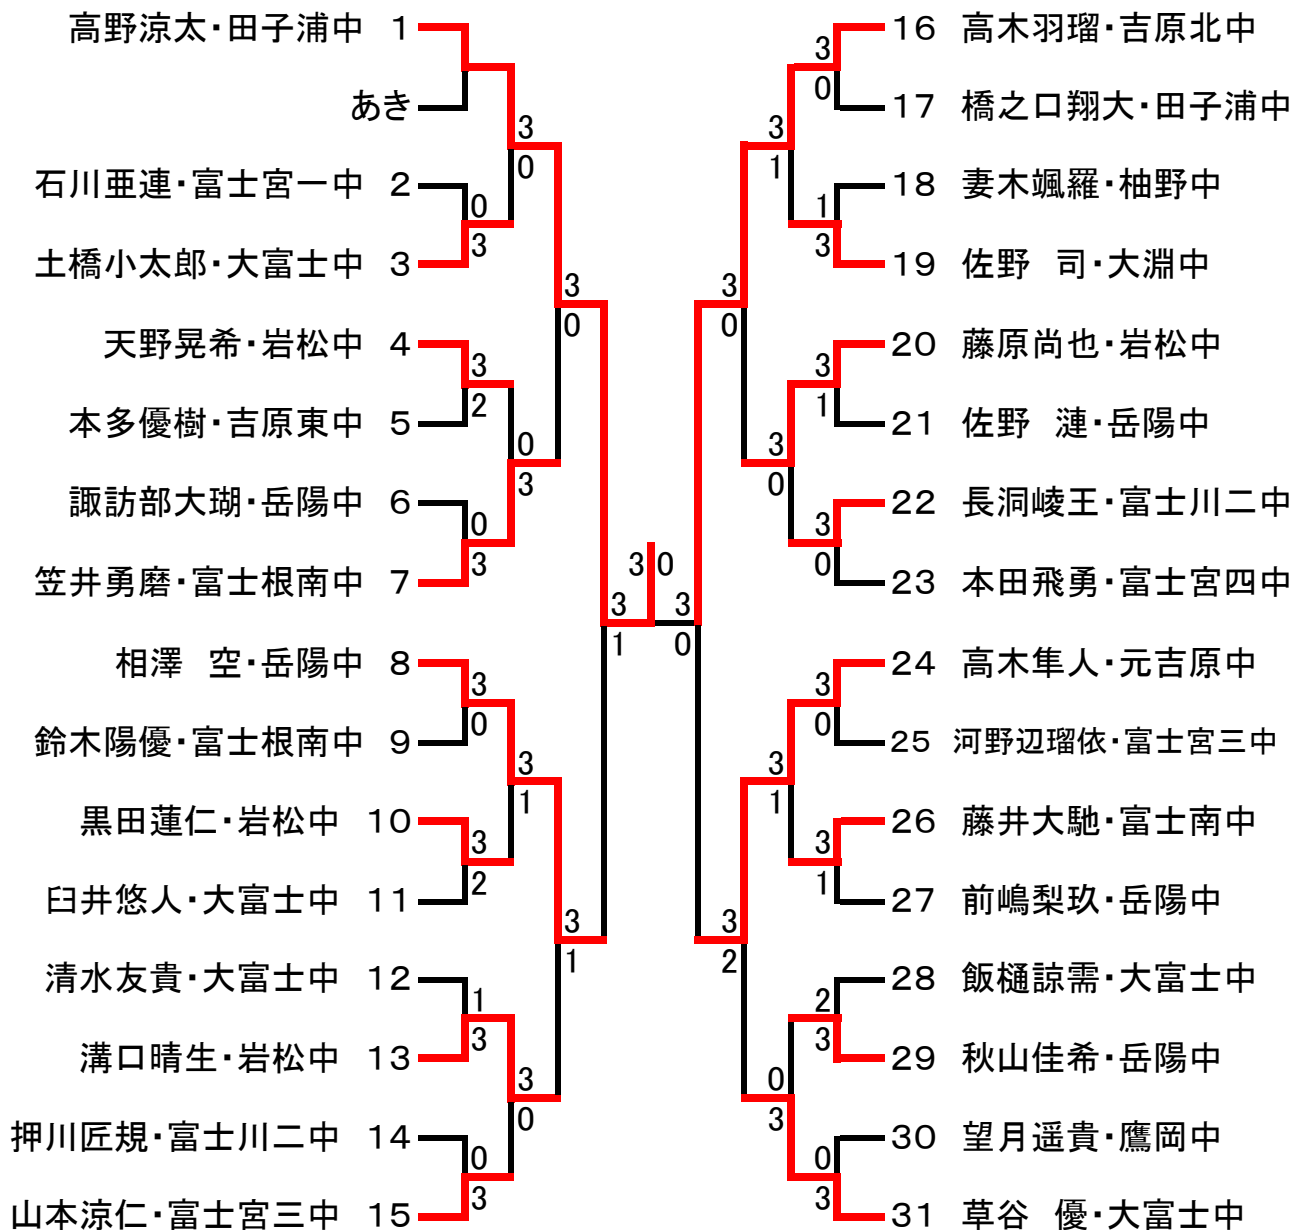 高野涼太・田子浦中 1
あき
石川亜連・富士宮一中 2
土橋小太郎・大富士中 3
天野晃希・岩松中 4
本多優樹・吉原東中 5
諏訪部大瑚・岳陽中 6
笠井勇磨・富士根南中 7
相澤　空・岳陽中 8
鈴木陽優・富士根南中 9
黒田蓮仁・岩松中 10
臼井悠人・大富士中 11
清水友貴・大富士中 12
溝口晴生・岩松中 13
押川匠規・富士川二中 14
山本涼仁・富士宮三中 15
3
0
0
3
3
0
3
2
0
3
0
3
3
0
3
1
3
2
3
1
1
3
3
0
0
3
3
1
3
0
3
0
3
0
3
1
1
3
3
0
3
1
3
0
3
0
3
0
3
1
3
1
3
2
2
3
0
3
0
3
16 高木羽瑠・吉原北中
17 橋之口翔大・田子浦中
18 妻木颯羅・柚野中
19 佐野　司・大淵中
20 藤原尚也・岩松中
21 佐野　漣・岳陽中
22 長洞崚王・富士川二中
23 本田飛勇・富士宮四中
24 高木隼人・元吉原中
25 河野辺瑠依・富士宮三中
26 藤井大馳・富士南中
27 前嶋梨玖・岳陽中
28 飯樋諒需・大富士中
29 秋山佳希・岳陽中
30 望月遥貴・鷹岡中
31 草谷　優・大富士中